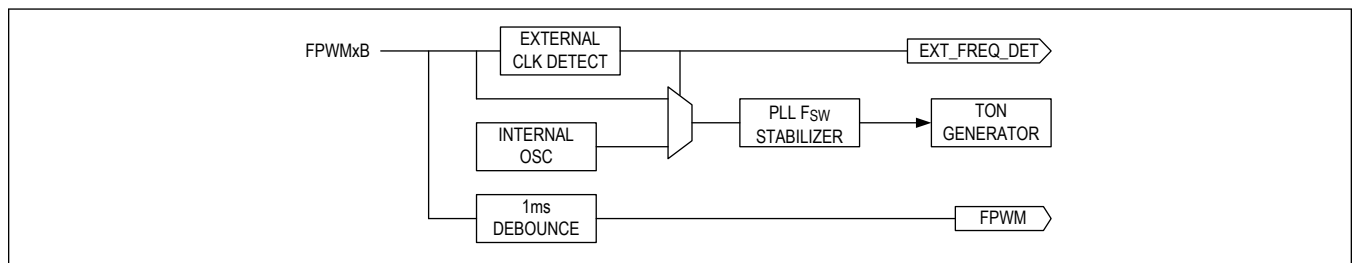 FPWMxB
EXTERNAL
CLK DETECT
EXT_FREQ_DET
PLL FSW
STABILIZER
TON
GENERATOR
INTERNAL
OSC
1ms
DEBOUNCE
FPWM